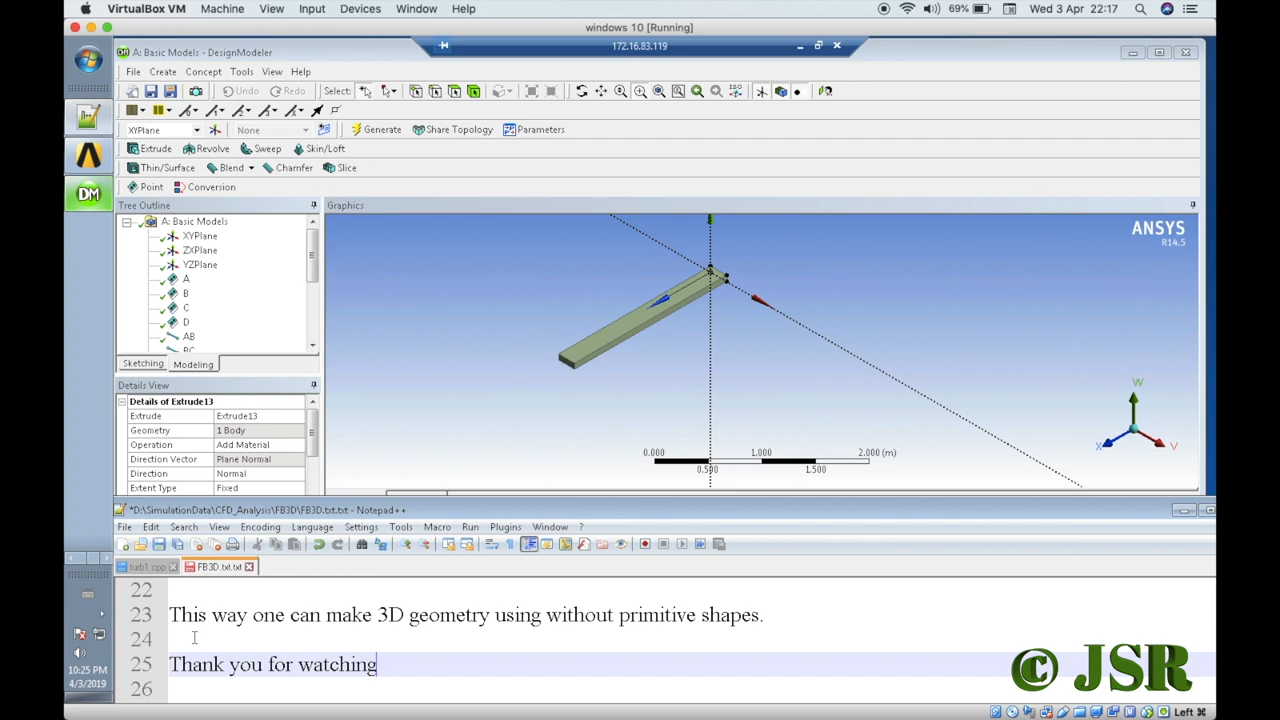 VirtualBox VM Machine View Input Devices Window Help 69% Wed 3 Apr 22:17
windows 10 [Running]
172.16.83.119
A: Basic Models - DesignModeler
File Create Concept Tools View Help
Undo Redo Select:
XYPlane None Generate Share Topology Parameters
Extrude Revolve Sweep Skin/Loft
Thin/Surface Blend Chamfer Slice
Point Conversion
Tree Outline Graphics
A: Basic Models
XYPlane
ZXPlane
YZPlane
A
B
C
D
AB
BC
Sketching Modeling
Details View
Details of Extrude13
Extrude Extrude13
Geometry 1 Body
Operation Add Material
Direction Vector Plane Normal
Direction Normal
Extent Type Fixed
ANSYS
R14.5
W
X V
0.000 1.000 2.000 (m)
0.500 1.500
*D:\SimulationData\CFD_Analysis\FB3D\FB3D.txt.txt - Notepad++
File Edit Search View Encoding Language Settings Tools Macro Run Plugins Window ?
turb1.cpp FB3D.txt.txt
22
23 This way one can make 3D geometry using without primitive shapes.
24
25 Thank you for watching
26
10:25 PM
4/3/2019
© JSR
Left ⌘
DM
DM